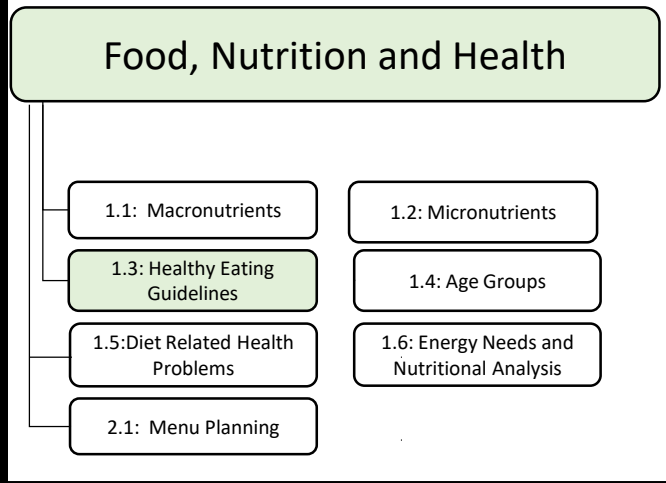 Food, Nutrition and Health
1.1: Macronutrients
1.2: Micronutrients
1.3: Healthy Eating
Guidelines
1.4: Age Groups
1.5:Diet Related Health
Problems
1.6: Energy Needs and
Nutritional Analysis
2.1: Menu Planning